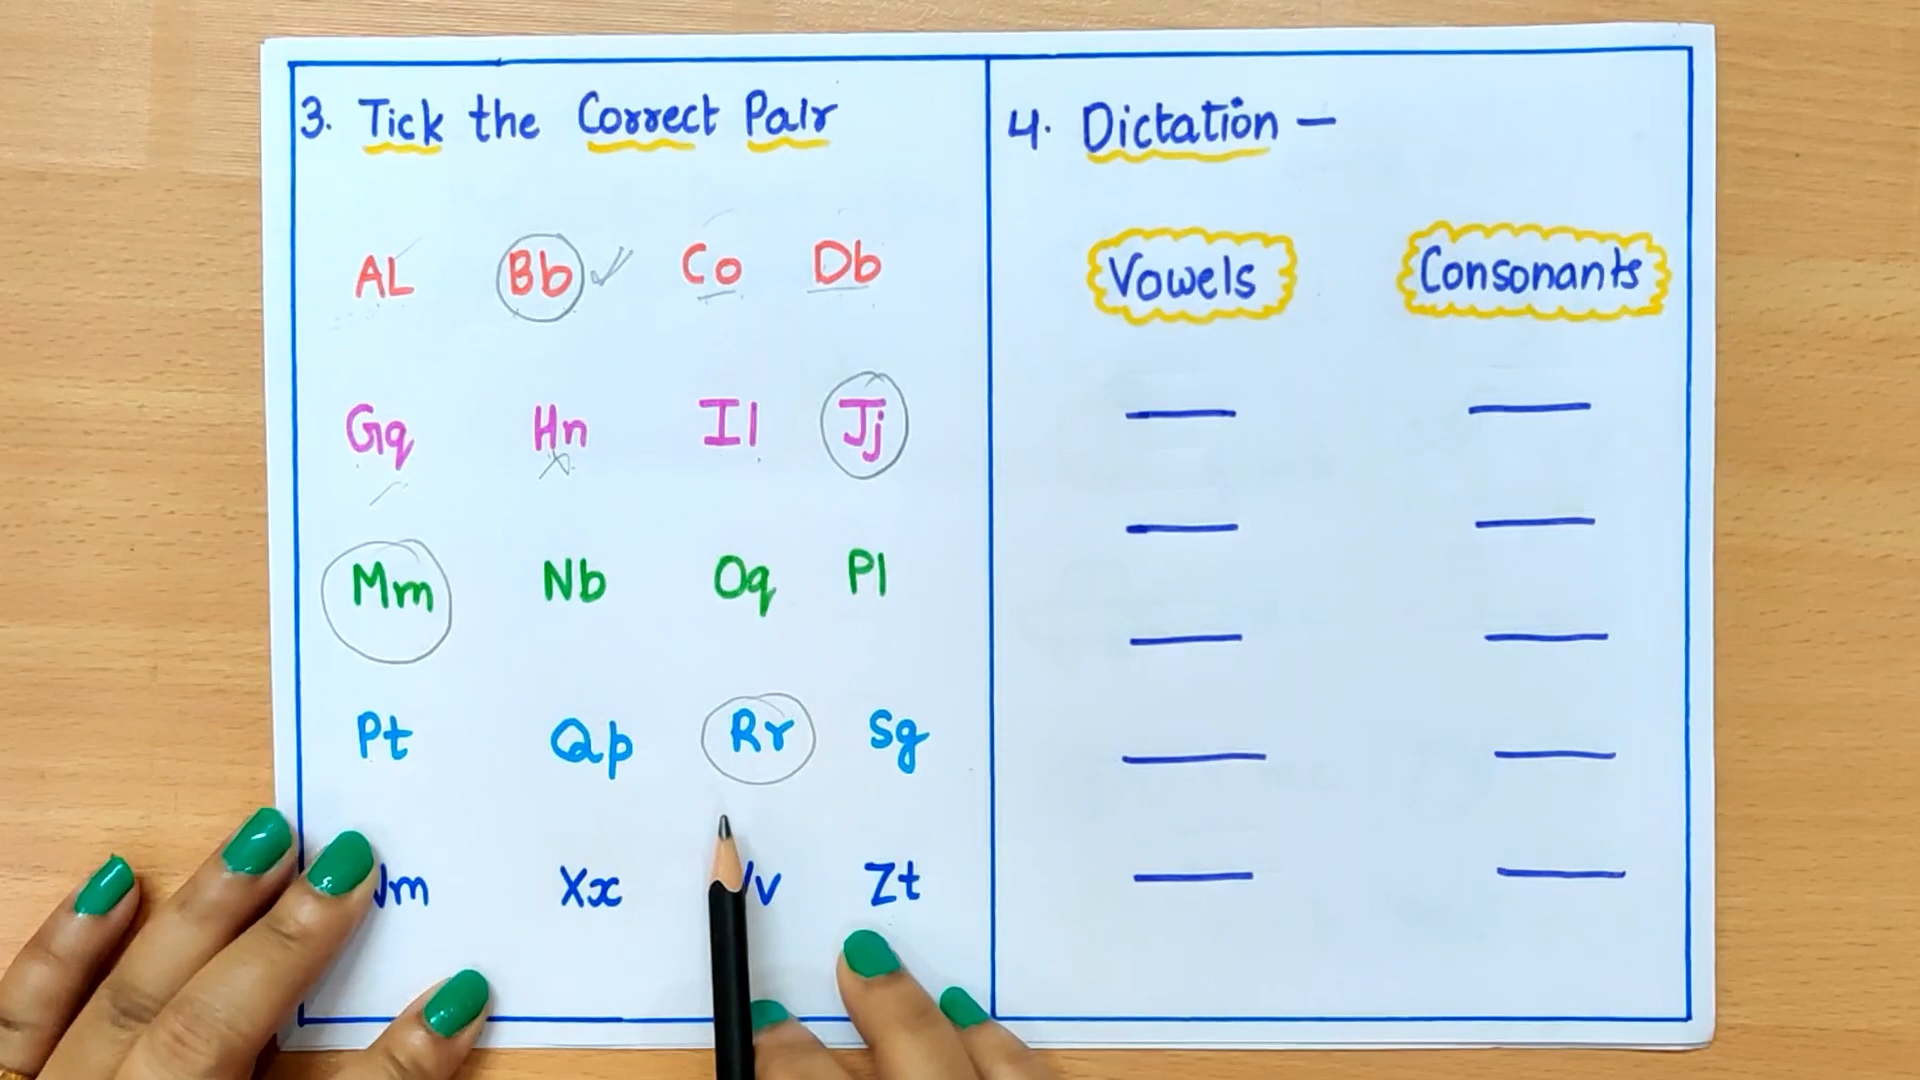 3. Tick the Correct Pair
AL Bb Co Db
Gq Hn Il Jj
Mm Nb Oq Pl
Pt Qp Rr Sg
Xx Zt
4. Dictation —
Vowels Consonants